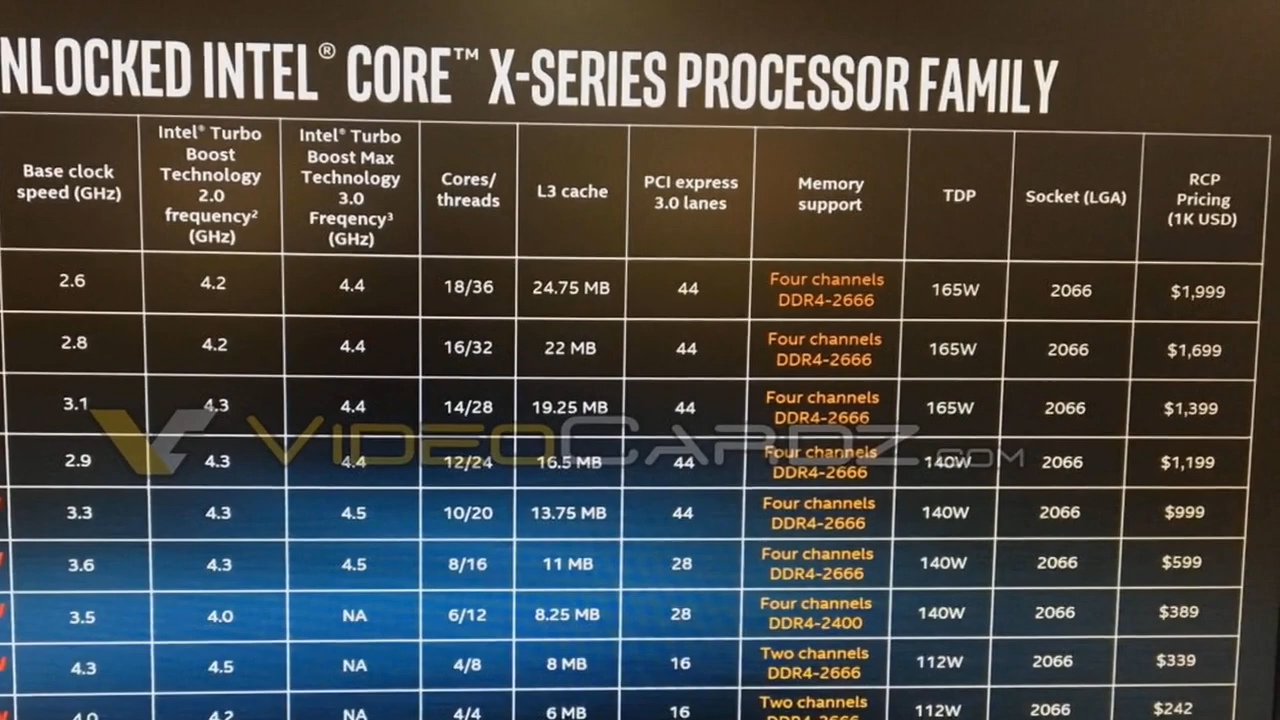 NLOCKED INTEL® CORE™ X-SERIES PROCESSOR FAMILY
Base clock speed (GHz) Intel® Turbo Boost Technology 2.0 frequency² (GHz) Intel® Turbo Boost Max Technology 3.0 Freqency³ (GHz) Cores/ threads L3 cache PCI express 3.0 lanes Memory support TDP Socket (LGA) RCP Pricing (1K USD)
2.6 4.2 4.4 18/36 24.75 MB 44 Four channels DDR4-2666 165W 2066 $1,999
2.8 4.2 4.4 16/32 22 MB 44 Four channels DDR4-2666 165W 2066 $1,699
3.1 4.3 4.4 14/28 19.25 MB 44 Four channels DDR4-2666 165W 2066 $1,399
VIDEOCARDZ.COM
2.9 4.3 4.4 12/24 16.5 MB 44 Four channels DDR4-2666 140W 2066 $1,199
3.3 4.3 4.5 10/20 13.75 MB 44 Four channels DDR4-2666 140W 2066 $999
3.6 4.3 4.5 8/16 11 MB 28 Four channels DDR4-2666 140W 2066 $599
3.5 4.0 NA 6/12 8.25 MB 28 Four channels DDR4-2400 140W 2066 $389
4.3 4.5 NA 4/8 8 MB 16 Two channels DDR4-2666 112W 2066 $339
4.0 4.2 NA 4/4 6 MB 16 Two channels DDR4-2666 112W 2066 $242